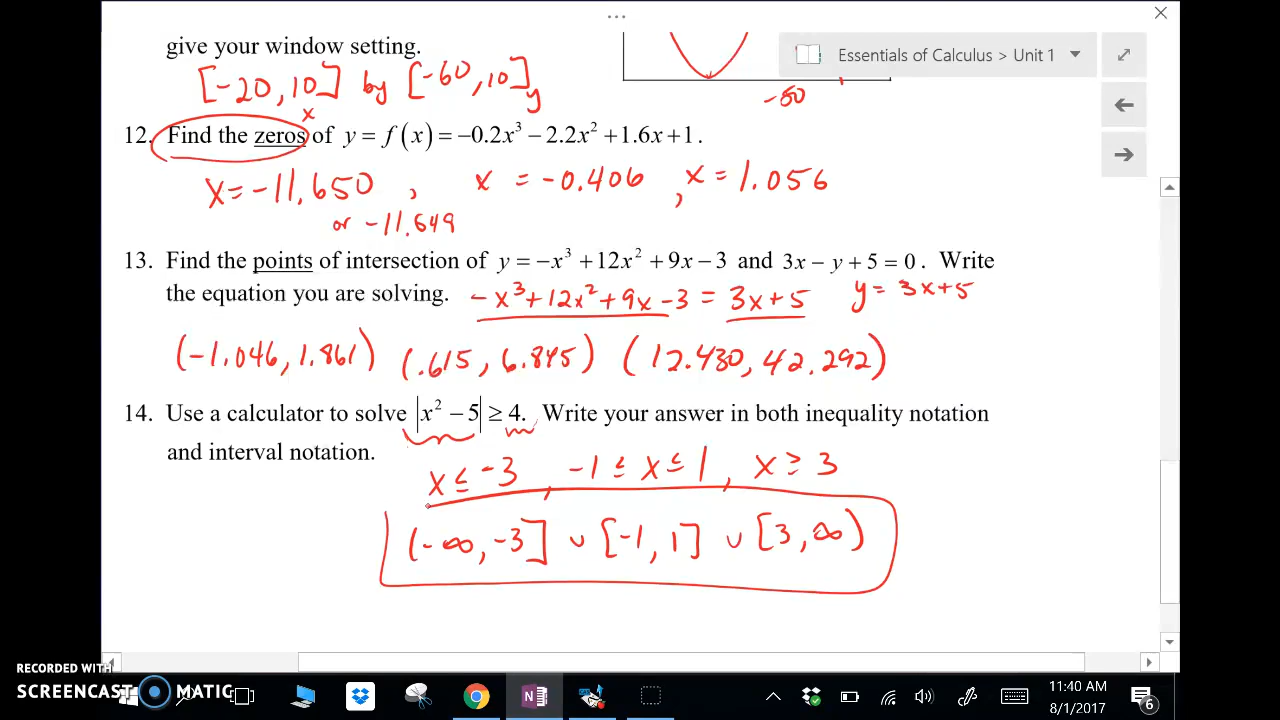 give your window setting.
Essentials of Calculus > Unit 1
[-20, 10]x by [-60, 10]y
-50
12. Find the zeros of y = f(x) = −0.2x³ − 2.2x² + 1.6x + 1.
x = -11.650 , x = -0.406 , x = 1.056
or -11.649
13. Find the points of intersection of y = −x³ + 12x² + 9x − 3 and 3x − y + 5 = 0. Write
the equation you are solving. -x³ + 12x² + 9x - 3 = 3x + 5 y = 3x + 5
(-1.046, 1.861) (.615, 6.845) (12.430, 42.292)
14. Use a calculator to solve |x² − 5| ≥ 4. Write your answer in both inequality notation
and interval notation.
x ≤ -3 , -1 ≤ x ≤ 1 , x ≥ 3
(-∞, -3] ∪ [-1, 1] ∪ [3, ∞)
RECORDED WITH
SCREENCAST MATIC
11:40 AM
8/1/2017
6